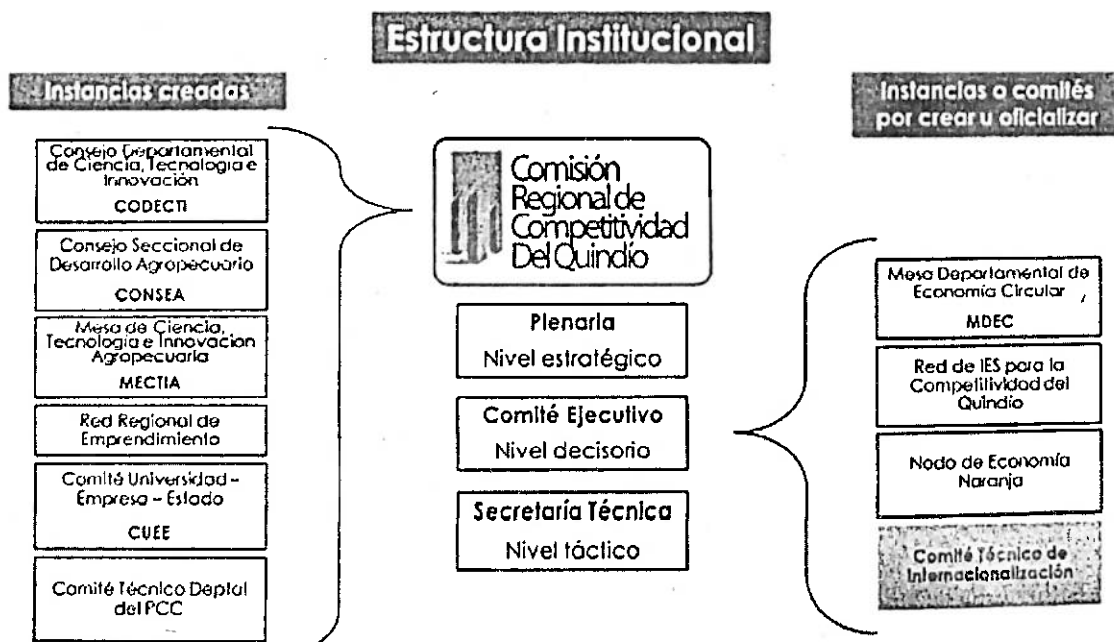 Estructura Institucional
Instancias creadas
Consejo Departamental
de Ciencia, Tecnología e
Innovación
CODECTI
Consejo Seccional de
Desarrollo Agropecuario
CONSEA
Mesa de Ciencia,
Tecnología e Innovación
Agropecuaria
MECTIA
Red Regional de
Emprendimiento
Comité Universidad –
Empresa – Estado
CUEE
Comité Técnico Deptal
del PCC
Comisión
Regional de
Competitividad
Del Quindío
Plenaria
Nivel estratégico
Comité Ejecutivo
Nivel decisorio
Secretaría Técnica
Nivel táctico
Instancias o comités
por crear u oficializar
Mesa Departamental de
Economía Circular
MDEC
Red de IES para la
Competitividad del
Quindío
Nodo de Economía
Naranja
Comité Técnico de
Internacionalización